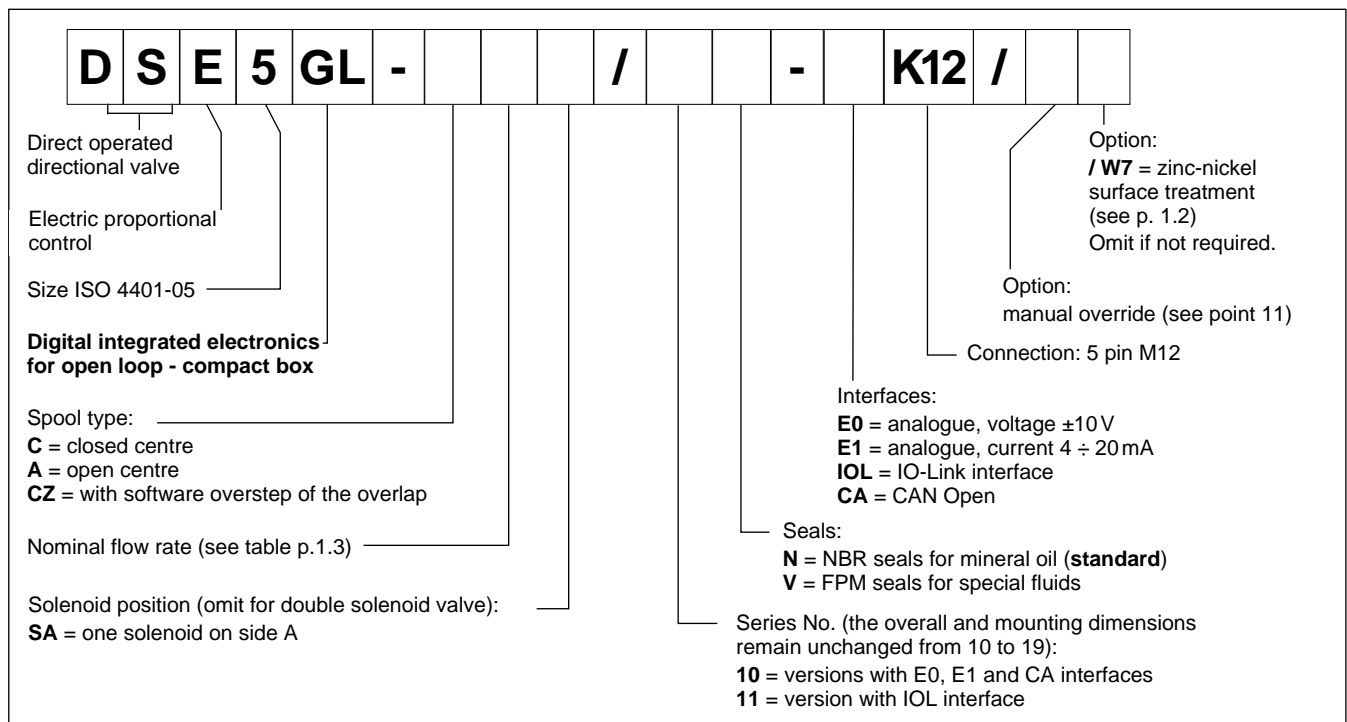 D S E 5 GL - / - K12 /
Direct operated
directional valve
Electric proportional
control
Size ISO 4401-05
Digital integrated electronics
for open loop - compact box
Spool type:
C = closed centre
A = open centre
CZ = with software overstep of the overlap
Nominal flow rate (see table p.1.3)
Solenoid position (omit for double solenoid valve):
SA = one solenoid on side A
Option:
/ W7 = zinc-nickel
surface treatment
(see p. 1.2)
Omit if not required.
Option:
manual override (see point 11)
Connection: 5 pin M12
Interfaces:
E0 = analogue, voltage ±10 V
E1 = analogue, current 4 ÷ 20 mA
IOL = IO-Link interface
CA = CAN Open
Seals:
N = NBR seals for mineral oil (standard)
V = FPM seals for special fluids
Series No. (the overall and mounting dimensions
remain unchanged from 10 to 19):
10 = versions with E0, E1 and CA interfaces
11 = version with IOL interface